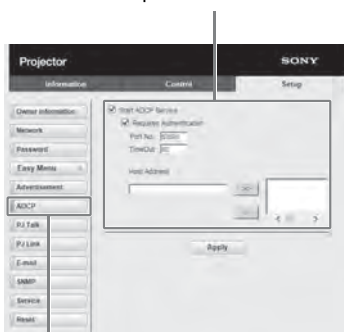 Projector
SONY
Information
Control
Setup
Owner Information
Network
Password
Easy Menu
Advertisement
ADCP
PJ Talk
PJ Link
E-mail
SNMP
Service
Reset
Start ADCP Service
Requires Authentication
Port No.
TimeOut
Host Address
Apply